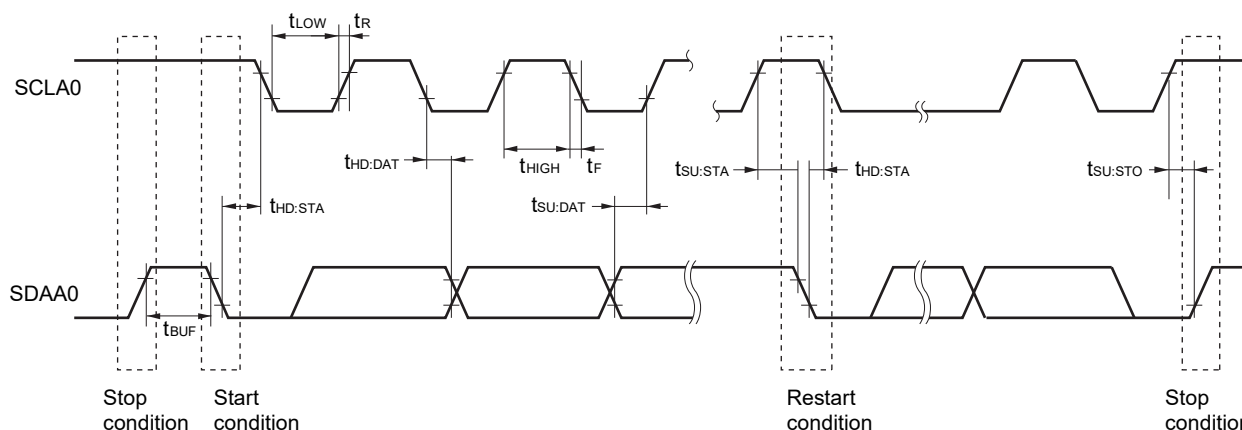 tLOW
tR
SCLA0
tHD:DAT
tHIGH
tF
tSU:STA
tHD:STA
tSU:STO
tHD:STA
tSU:DAT
SDAA0
tBUF
Stop
condition
Start
condition
Restart
condition
Stop
condition